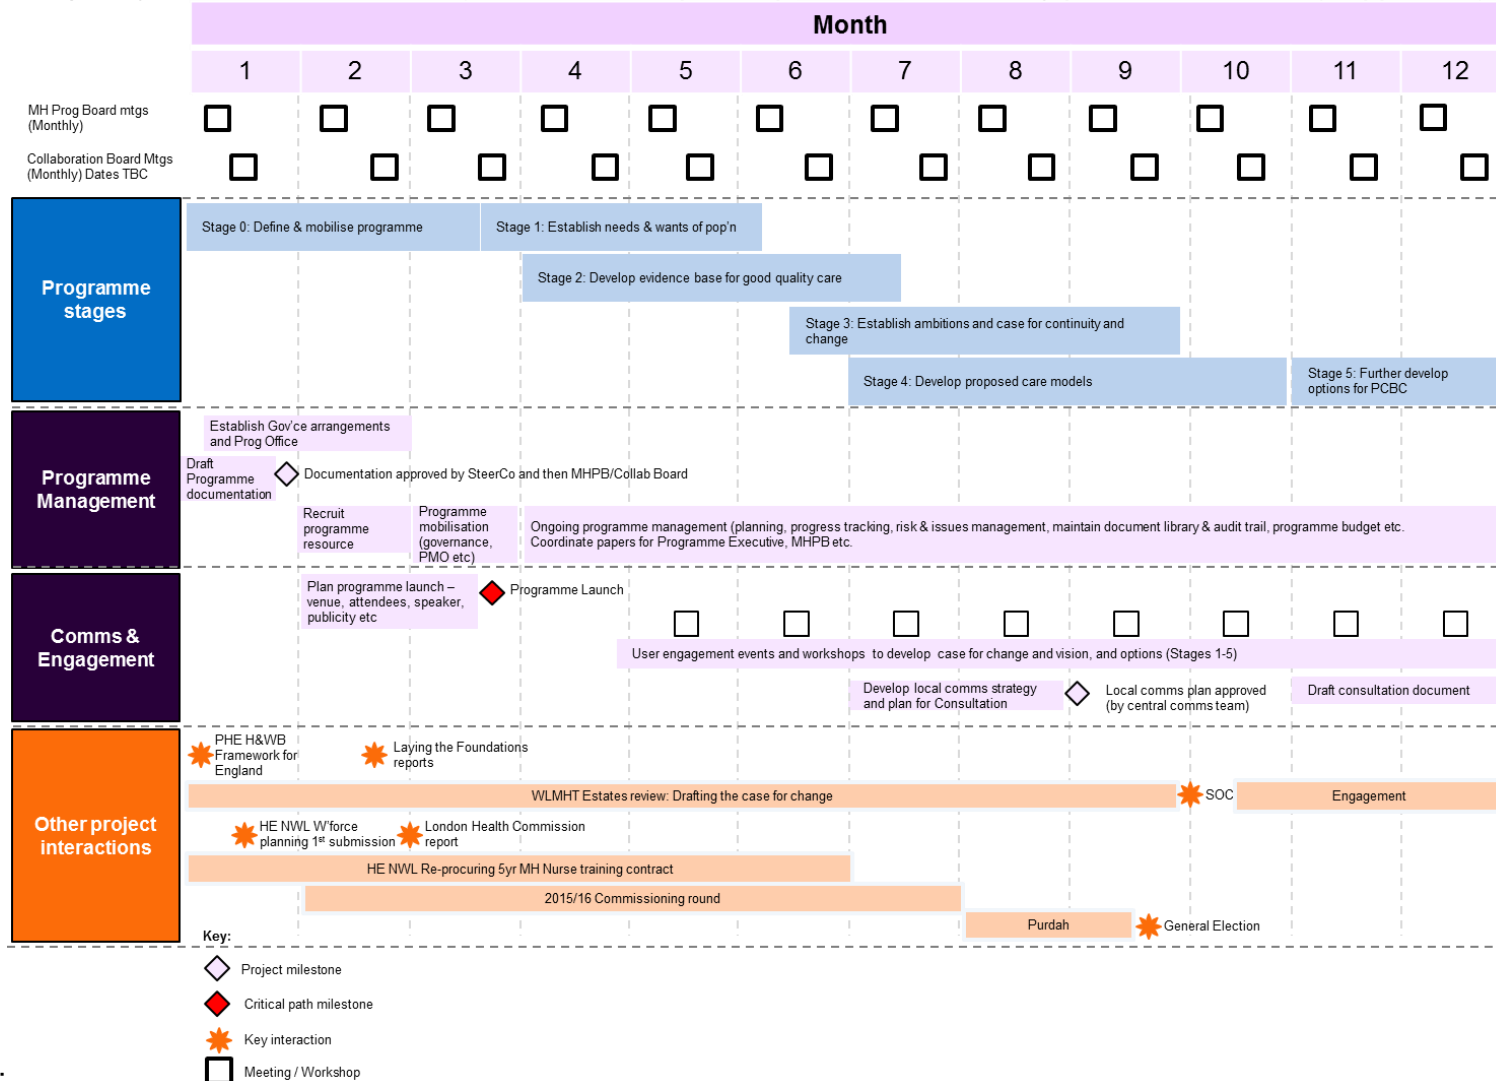 Month
1 2 3 4 5 6 7 8 9 10 11 12
MH Prog Board mtgs
(Monthly)
Collaboration Board Mtgs
(Monthly) Dates TBC
Programme
stages
Stage 0: Define & mobilise programme
Stage 1: Establish needs & wants of pop'n
Stage 2: Develop evidence base for good quality care
Stage 3: Establish ambitions and case for continuity and
change
Stage 4: Develop proposed care models
Stage 5: Further develop
options for PCBC
Programme
Management
Establish Gov'ce arrangements
and Prog Office
Draft
Programme
documentation
Documentation approved by SteerCo and then MHPB/Collab Board
Recruit
programme
resource
Programme
mobilisation
(governance,
PMO etc)
Ongoing programme management (planning, progress tracking, risk & issues management, maintain document library & audit trail, programme budget etc.
Coordinate papers for Programme Executive, MHPB etc.
Comms &
Engagement
Plan programme launch –
venue, attendees, speaker,
publicity etc
Programme Launch
User engagement events and workshops to develop case for change and vision, and options (Stages 1-5)
Develop local comms strategy
and plan for Consultation
Local comms plan approved
(by central comms team)
Draft consultation document
Other project
interactions
PHE H&WB
Framework for
England
Laying the Foundations
reports
WLMHT Estates review: Drafting the case for change
SOC
Engagement
HE NWL W'force
planning 1st submission
London Health Commission
report
HE NWL Re-procuring 5yr MH Nurse training contract
2015/16 Commissioning round
Purdah
General Election
Key:
Project milestone
Critical path milestone
Key interaction
Meeting / Workshop